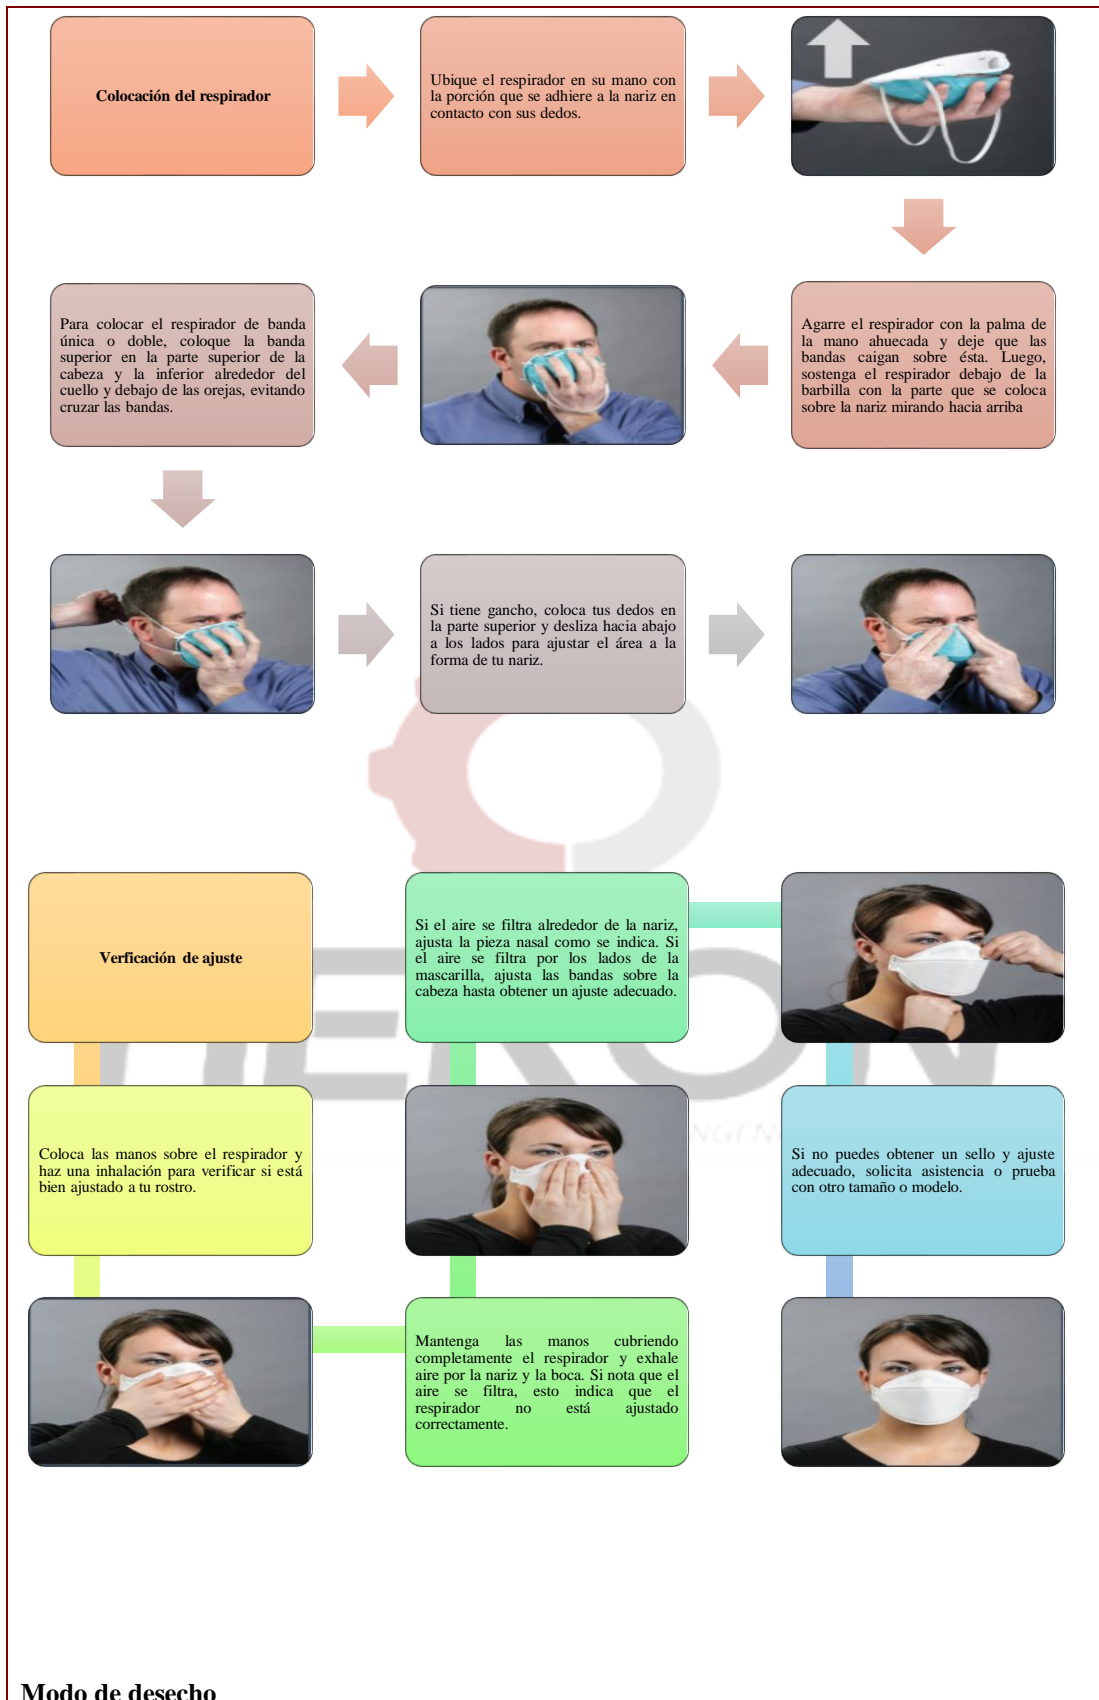 Colocación del respirador
Ubique el respirador en su mano con
la porción que se adhiere a la nariz en
contacto con sus dedos.
Agarre el respirador con la palma de
la mano ahuecada y deje que las
bandas caigan sobre ésta. Luego,
sostenga el respirador debajo de la
barbilla con la parte que se coloca
sobre la nariz mirando hacia arriba
Para colocar el respirador de banda
única o doble, coloque la banda
superior en la parte superior de la
cabeza y la inferior alrededor del
cuello y debajo de las orejas, evitando
cruzar las bandas.
Si tiene gancho, coloca tus dedos en
la parte superior y desliza hacia abajo
a los lados para ajustar el área a la
forma de tu nariz.
Verficación de ajuste
Coloca las manos sobre el respirador y
haz una inhalación para verificar si está
bien ajustado a tu rostro.
Mantenga las manos cubriendo
completamente el respirador y exhale
aire por la nariz y la boca. Si nota que el
aire se filtra, esto indica que el
respirador no está ajustado
correctamente.
Si el aire se filtra alrededor de la nariz,
ajusta la pieza nasal como se indica. Si
el aire se filtra por los lados de la
mascarilla, ajusta las bandas sobre la
cabeza hasta obtener un ajuste adecuado.
Si no puedes obtener un sello y ajuste
adecuado, solicita asistencia o prueba
con otro tamaño o modelo.
Modo de desecho